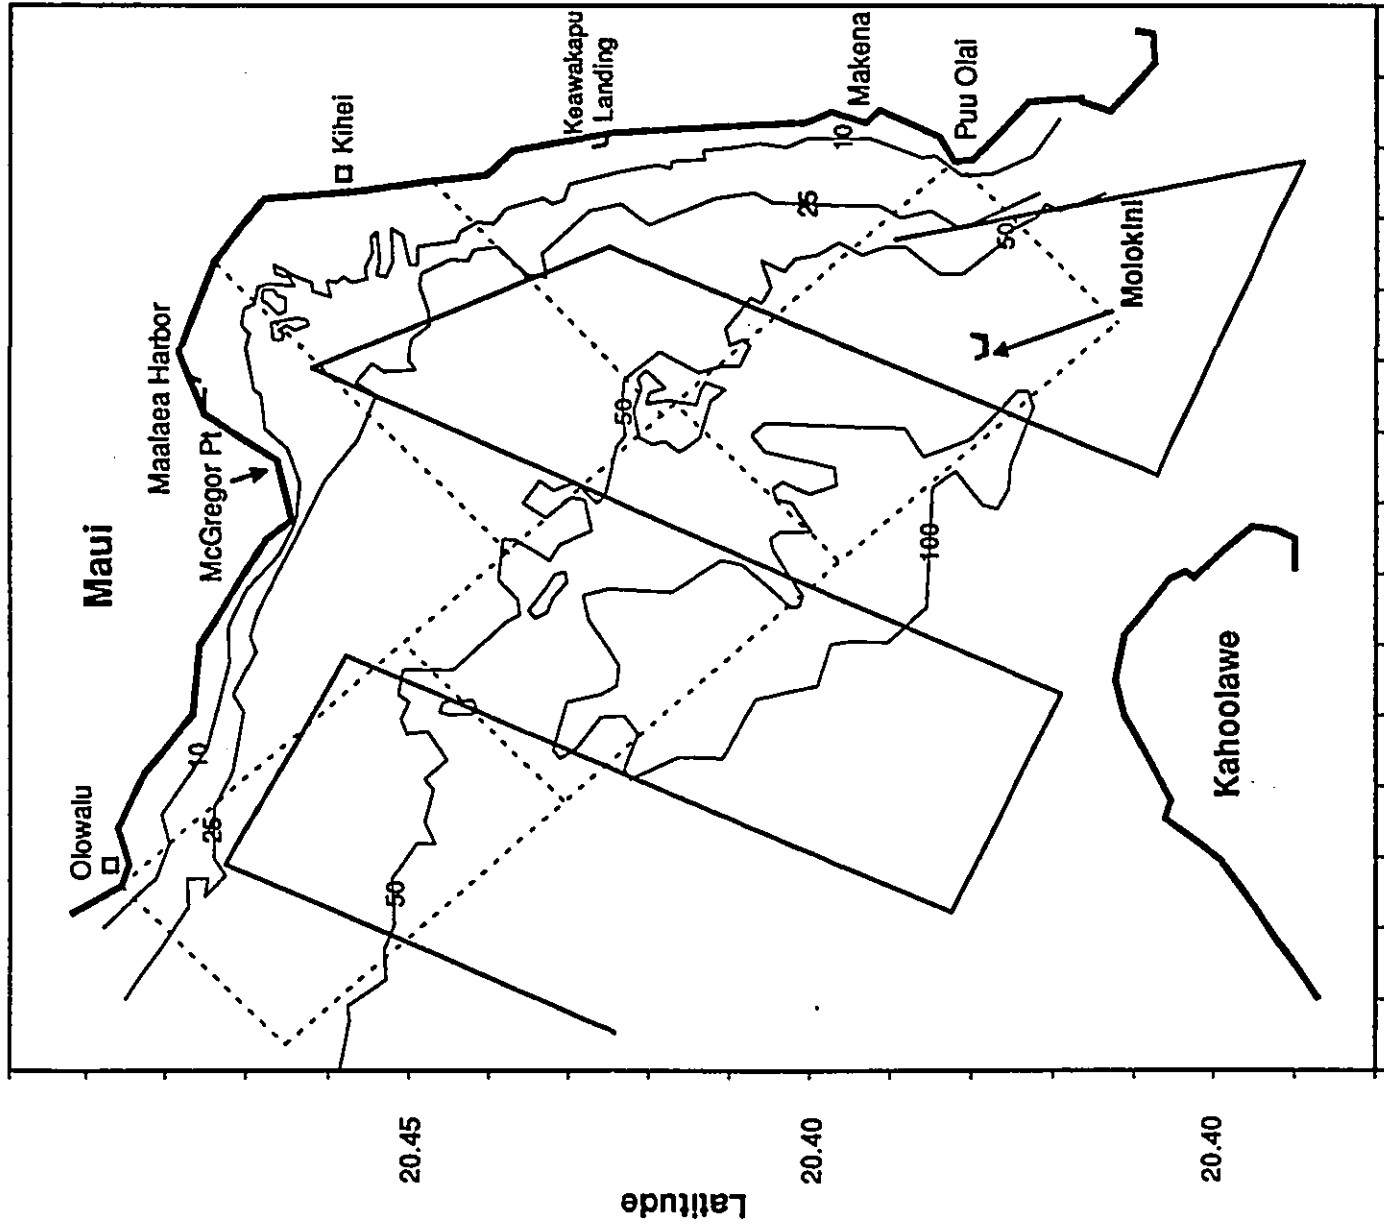 Maui
Olowalu
Maalaea Harbor
McGregor Pt
Kihei
Keawakapu
Landing
Makena
Puu Olai
Molokini
Kahoolawe
10
25
50
50
100
10
25
50
Latitude
20.45
20.40
20.40